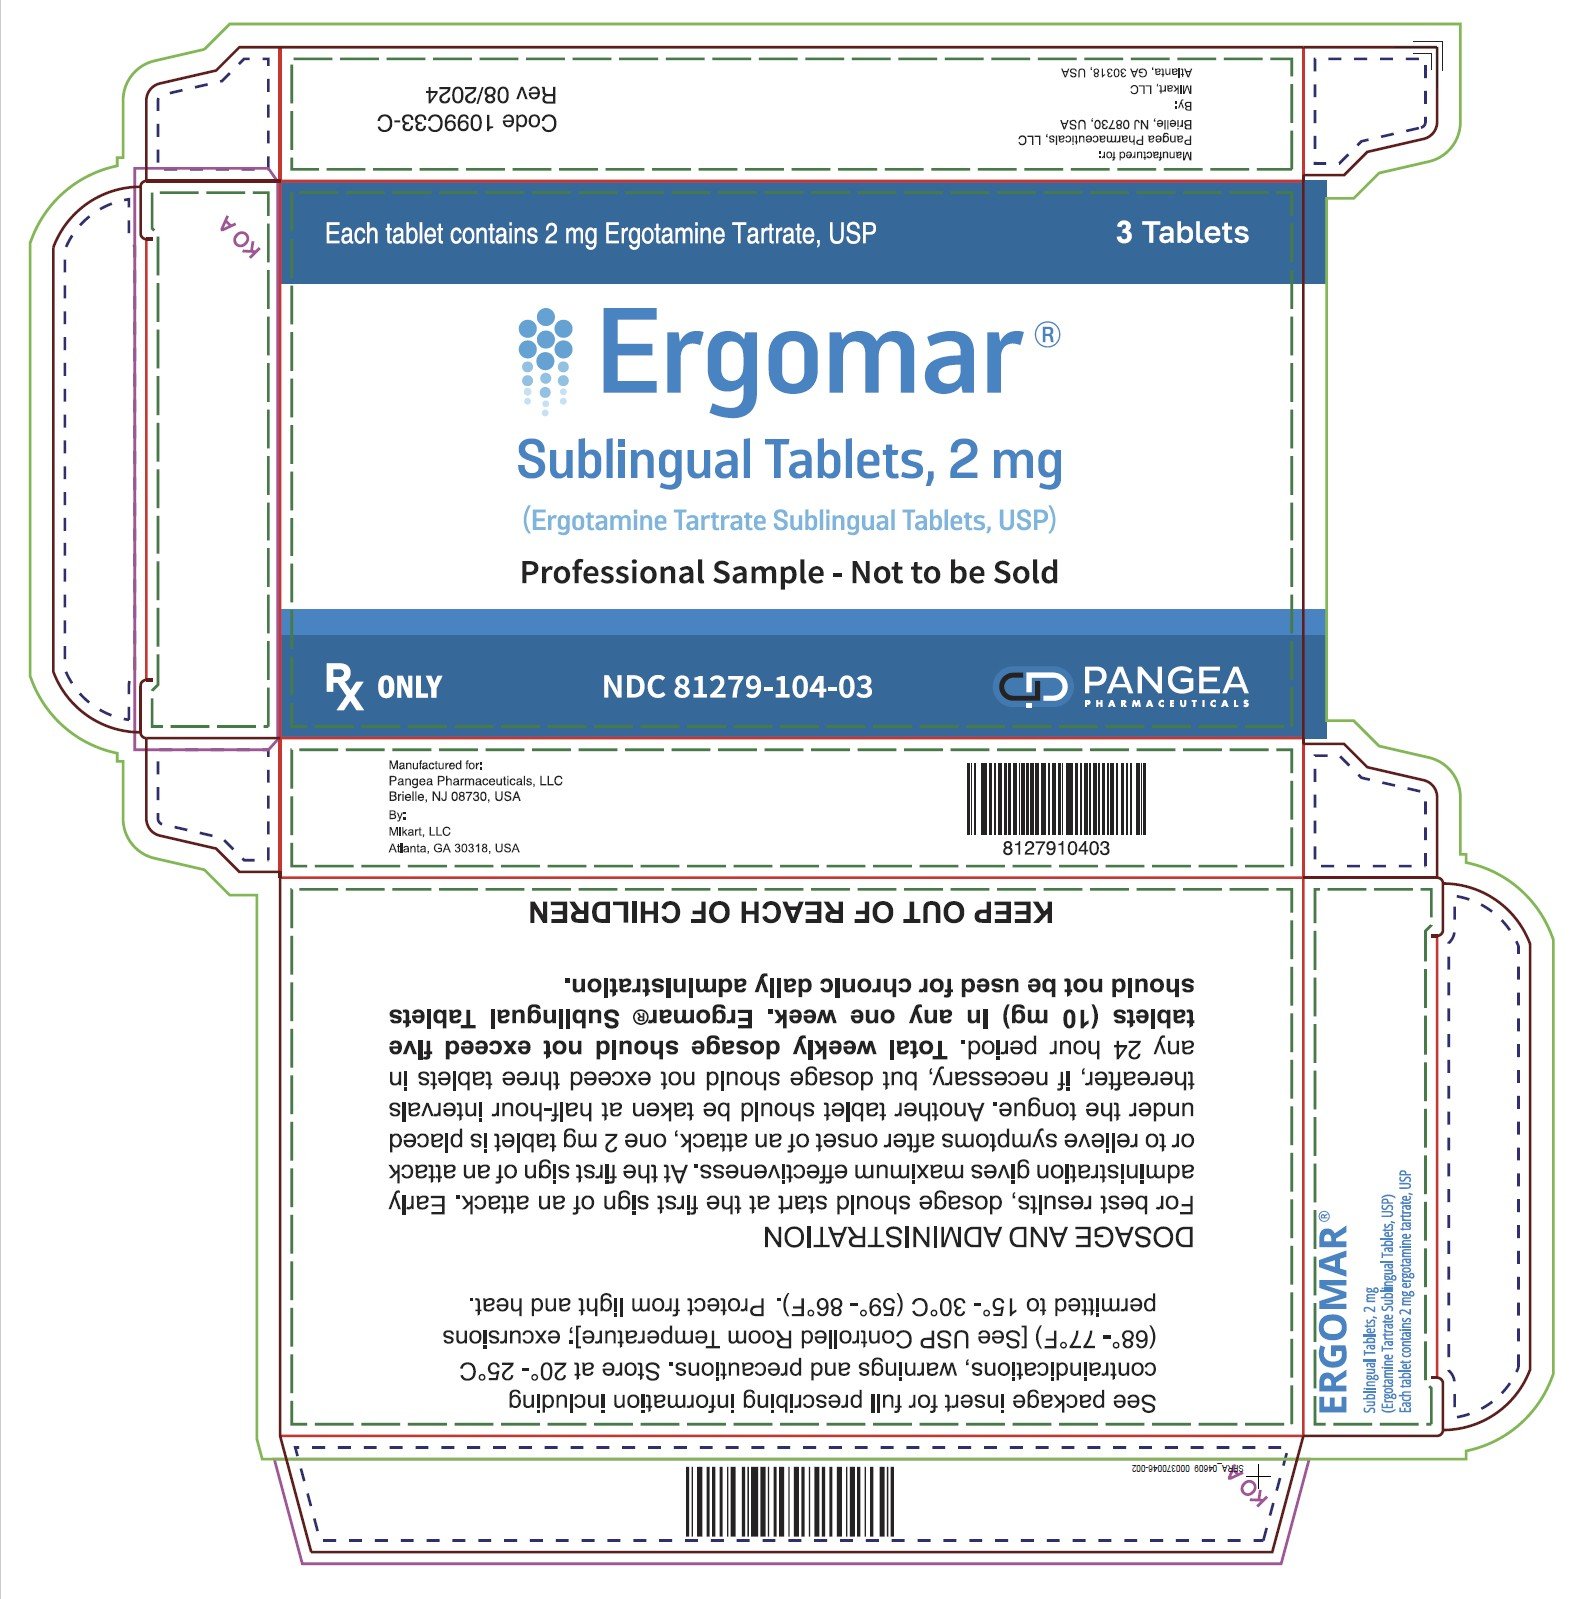 Code 1099C33-C
Rev 08/2024
Manufactured for:
Pangea Pharmaceuticals, LLC
Brielle, NJ 08730, USA
By:
Mikart, LLC
Atlanta, GA 30318, USA
KO A
Each tablet contains 2 mg Ergotamine Tartrate, USP
3 Tablets
Ergomar®
Sublingual Tablets, 2 mg
(Ergotamine Tartrate Sublingual Tablets, USP)
Professional Sample - Not to be Sold
Rx ONLY
NDC 81279-104-03
PANGEA
PHARMACEUTICALS
Manufactured for:
Pangea Pharmaceuticals, LLC
Brielle, NJ 08730, USA
By:
Mikart, LLC
Atlanta, GA 30318, USA
8127910403
See package insert for full prescribing information including
contraindications, warnings and precautions. Store at 20°- 25°C
(68°- 77°F) [See USP Controlled Room Temperature]; excursions
permitted to 15°- 30°C (59°- 86°F). Protect from light and heat.
DOSAGE AND ADMINISTRATION
For best results, dosage should start at the first sign of an attack. Early
administration gives maximum effectiveness. At the first sign of an attack
or to relieve symptoms after onset of an attack, one 2 mg tablet is placed
under the tongue. Another tablet should be taken at half-hour intervals
thereafter, if necessary, but dosage should not exceed three tablets in
any 24 hour period. Total weekly dosage should not exceed five
tablets (10 mg) in any one week. Ergomar® Sublingual Tablets
should not be used for chronic daily administration.
KEEP OUT OF REACH OF CHILDREN
ERGOMAR®
Sublingual Tablets, 2 mg
(Ergotamine Tartrate Sublingual Tablets, USP)
Each tablet contains 2 mg ergotamine tartrate, USP
04609 000370046-002
KO A